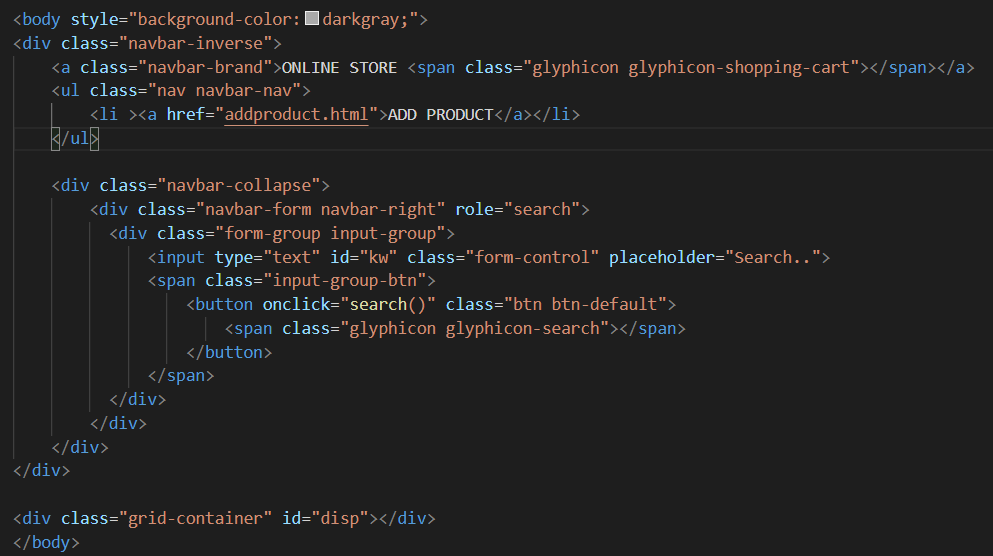 <body style="background-color:darkgray;">
<div class="navbar-inverse">
    <a class="navbar-brand">ONLINE STORE <span class="glyphicon glyphicon-shopping-cart"></span></a>
    <ul class="nav navbar-nav">
        <li ><a href="addproduct.html">ADD PRODUCT</a></li>
    </ul>
    <div class="navbar-collapse">
        <div class="navbar-form navbar-right" role="search">
          <div class="form-group input-group">
              <input type="text" id="kw" class="form-control" placeholder="Search..">
              <span class="input-group-btn">
                  <button onclick="search()" class="btn btn-default">
                      <span class="glyphicon glyphicon-search"></span>
                  </button>
              </span>
          </div>
        </div>
    </div>
</div>
<div class="grid-container" id="disp"></div>
</body>